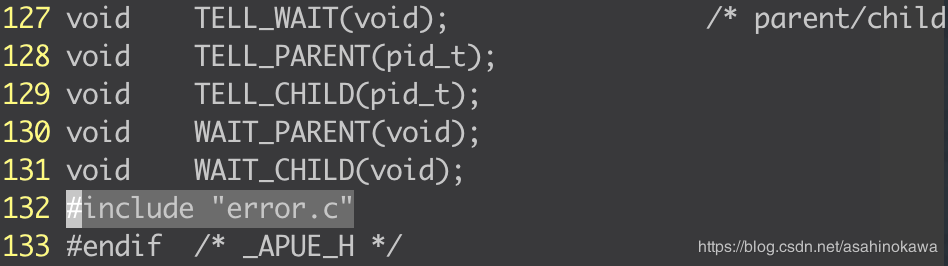 127 void    TELL_WAIT(void);                /* parent/child
128 void    TELL_PARENT(pid_t);
129 void    TELL_CHILD(pid_t);
130 void    WAIT_PARENT(void);
131 void    WAIT_CHILD(void);
132 #include "error.c"
133 #endif  /* _APUE_H */
https://blog.csdn.net/asahinokawa